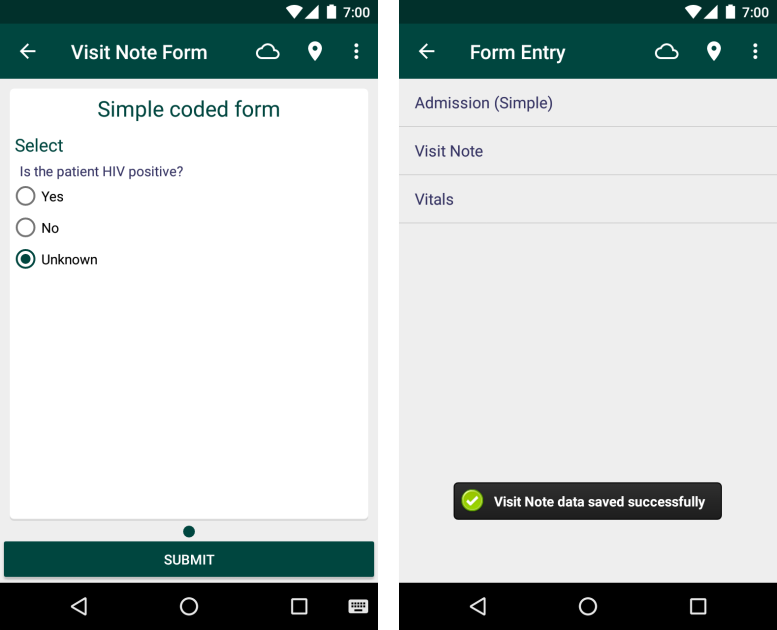 7:00
Visit Note Form
Simple coded form
Select
Is the patient HIV positive?
Yes
No
Unknown
SUBMIT
7:00
Form Entry
Admission (Simple)
Visit Note
Vitals
Visit Note data saved successfully